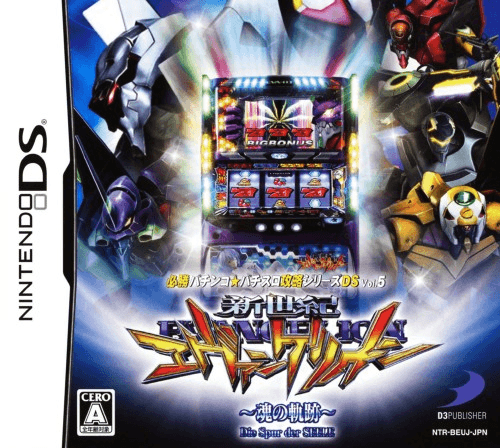 NINTENDO DS
BIGBONUS
必勝パチンコ★パチスロ攻略シリーズDS Vol.5
新世紀
EVANGELION
エヴァンゲリオン
〜魂の軌跡〜
Die Spur der SEELE
CERO
A
全年齢対象
D3PUBLISHER
NTR-BEUJ-JPN